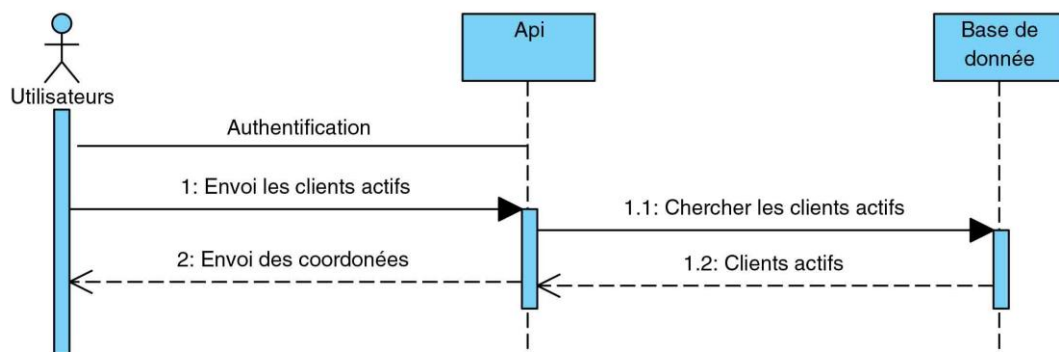 Api
Base de
donnée
Utilisateurs
Authentification
1: Envoi les clients actifs
1.1: Chercher les clients actifs
2: Envoi des coordonées
1.2: Clients actifs